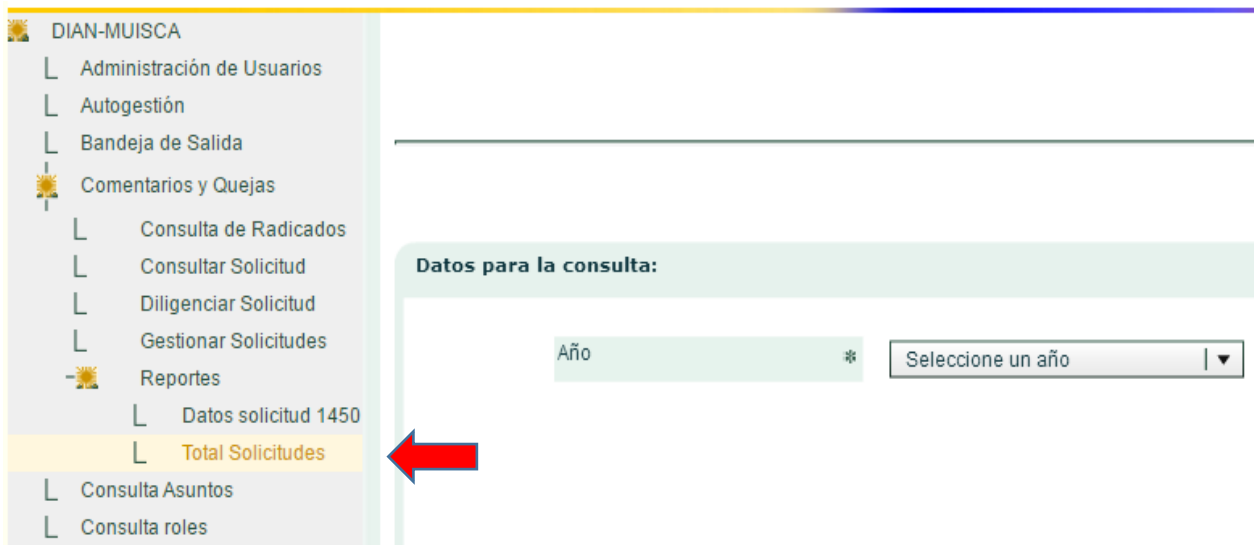 DIAN-MUISCA
Administración de Usuarios
Autogestión
Bandeja de Salida
Comentarios y Quejas
Consulta de Radicados
Consultar Solicitud
Diligenciar Solicitud
Gestionar Solicitudes
Reportes
Datos solicitud 1450
Total Solicitudes
Consulta Asuntos
Consulta roles
Datos para la consulta:
Año * Seleccione un año